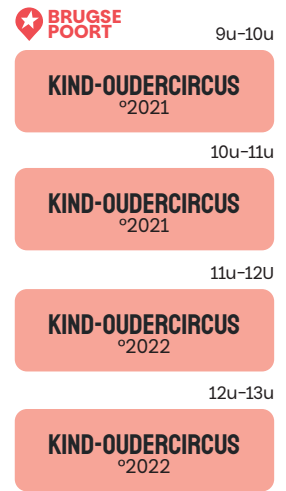 BRUGSE
POORT
9u-10u
KIND-OUDERCIRCUS
°2021
10u-11u
KIND-OUDERCIRCUS
°2021
11u-12U
KIND-OUDERCIRCUS
°2022
12u-13u
KIND-OUDERCIRCUS
°2022